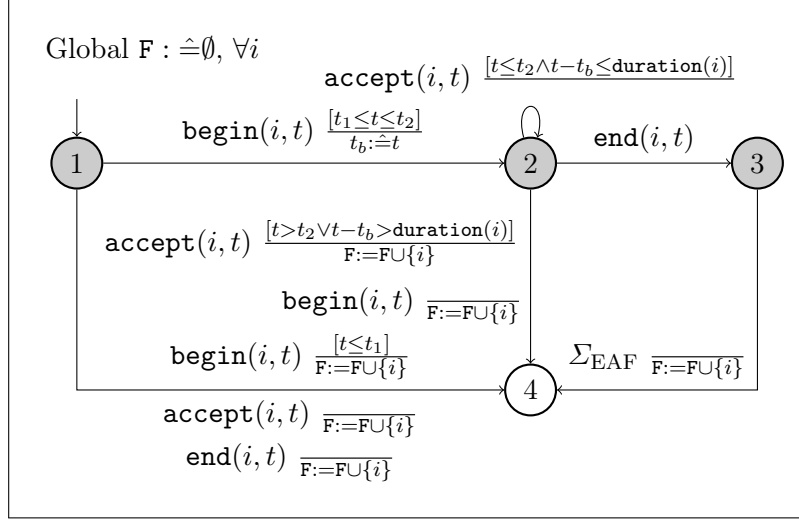 Global F : ≙∅, ∀i
accept(i, t) [t≤t₂∧t−t_b≤duration(i)]
begin(i, t) [t₁≤t≤t₂]
t_b:≙t
end(i, t)
1
2
3
accept(i, t) [t>t₂∨t−t_b>duration(i)]
F:=F∪{i}
begin(i, t) F:=F∪{i}
begin(i, t) [t≤t₁]
F:=F∪{i}
Σ_EAF F:=F∪{i}
4
accept(i, t) F:=F∪{i}
end(i, t) F:=F∪{i}